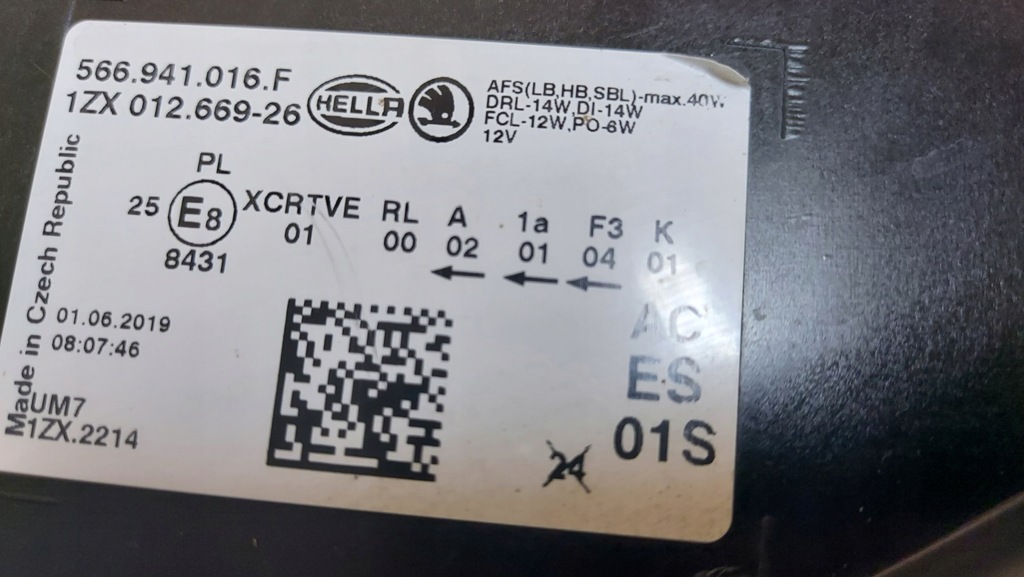 566.941.016.F
1ZX 012.669-26
HELLA
AFS(LB,HB,SBL)-max.40W
DRL-14W,DI-14W
FCL-12W,PO-6W
12V
PL
25 E8 XCRTVE RL A 1a F3 K
8431 01 00 02 01 04 01
Made in Czech Republic
01.06.2019
08:07:46
UM7
1ZX.2214
AC
ES
01S
24